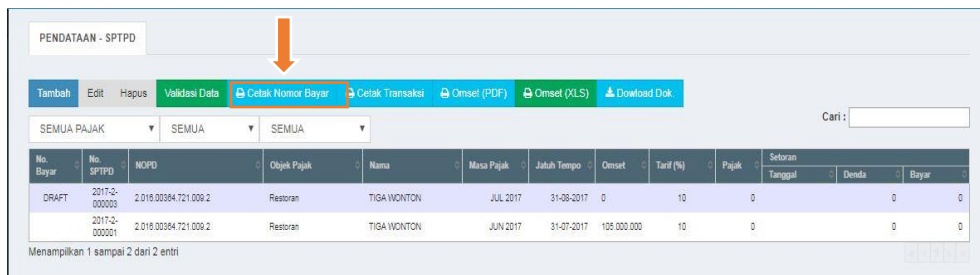 PENDATAAN - SPTPD
Tambah Edit Hapus Validasi Data Cetak Nomor Bayar Cetak Transaksi Omset (PDF) Omset (XLS) Dowload Dok.
Cari :
SEMUA PAJAK SEMUA SEMUA
No. Bayar No. SPTPD NOPD Objek Pajak Nama Masa Pajak Jatuh Tempo Omset Tarif (%) Pajak Setoran
Tanggal Denda Bayar
DRAFT 2017-2-000003 2.016.00364.721.009.2 Restoran TIGA WONTON JUL 2017 31-08-2017 0 10 0 0 0
2017-2-000001 2.016.00364.721.009.2 Restoran TIGA WONTON JUN 2017 31-07-2017 105.000.000 10 0 0 0
Menampilkan 1 sampai 2 dari 2 entri